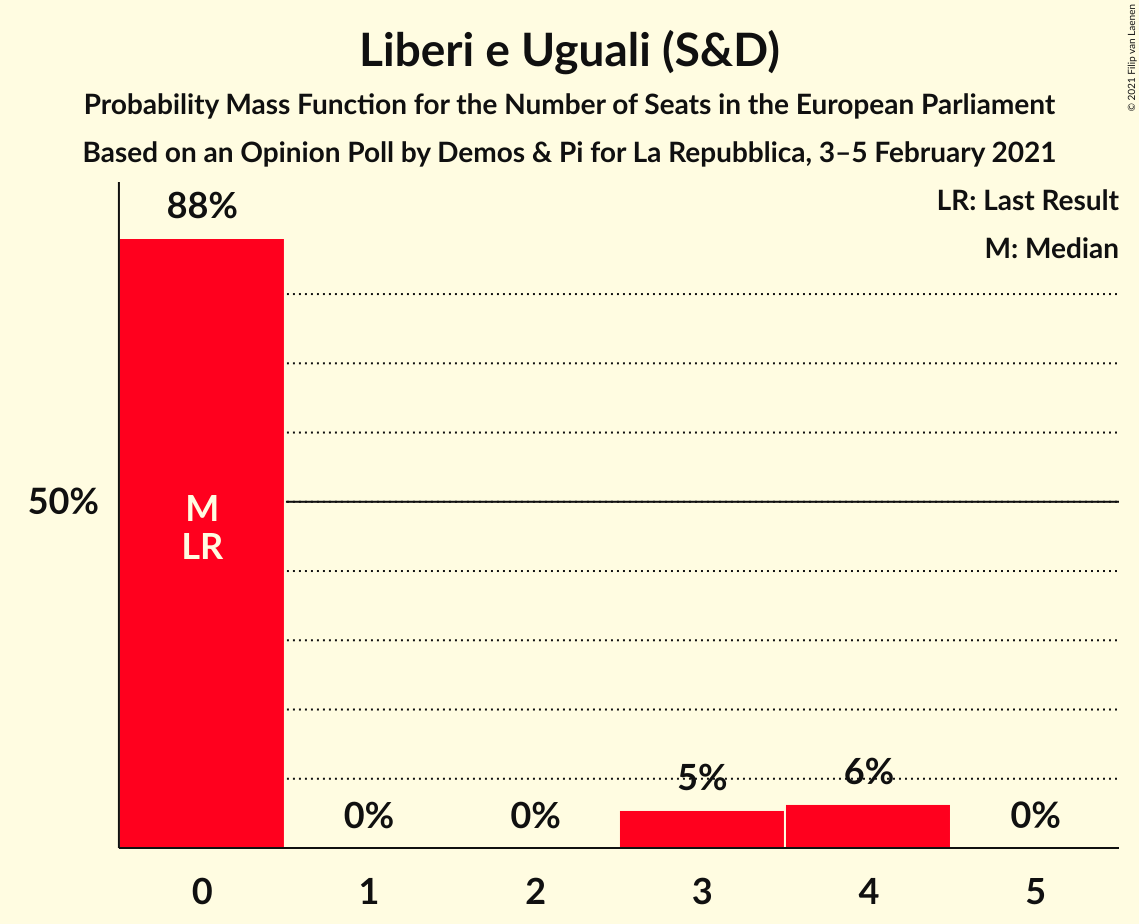 Liberi e Uguali (S&D)
Probability Mass Function for the Number of Seats in the European Parliament
Based on an Opinion Poll by Demos & Pi for La Repubblica, 3–5 February 2021
© 2021 Filip van Laenen
LR: Last Result
M: Median
88%
50%
M
LR
0%
0%
5%
6%
0%
0
1
2
3
4
5